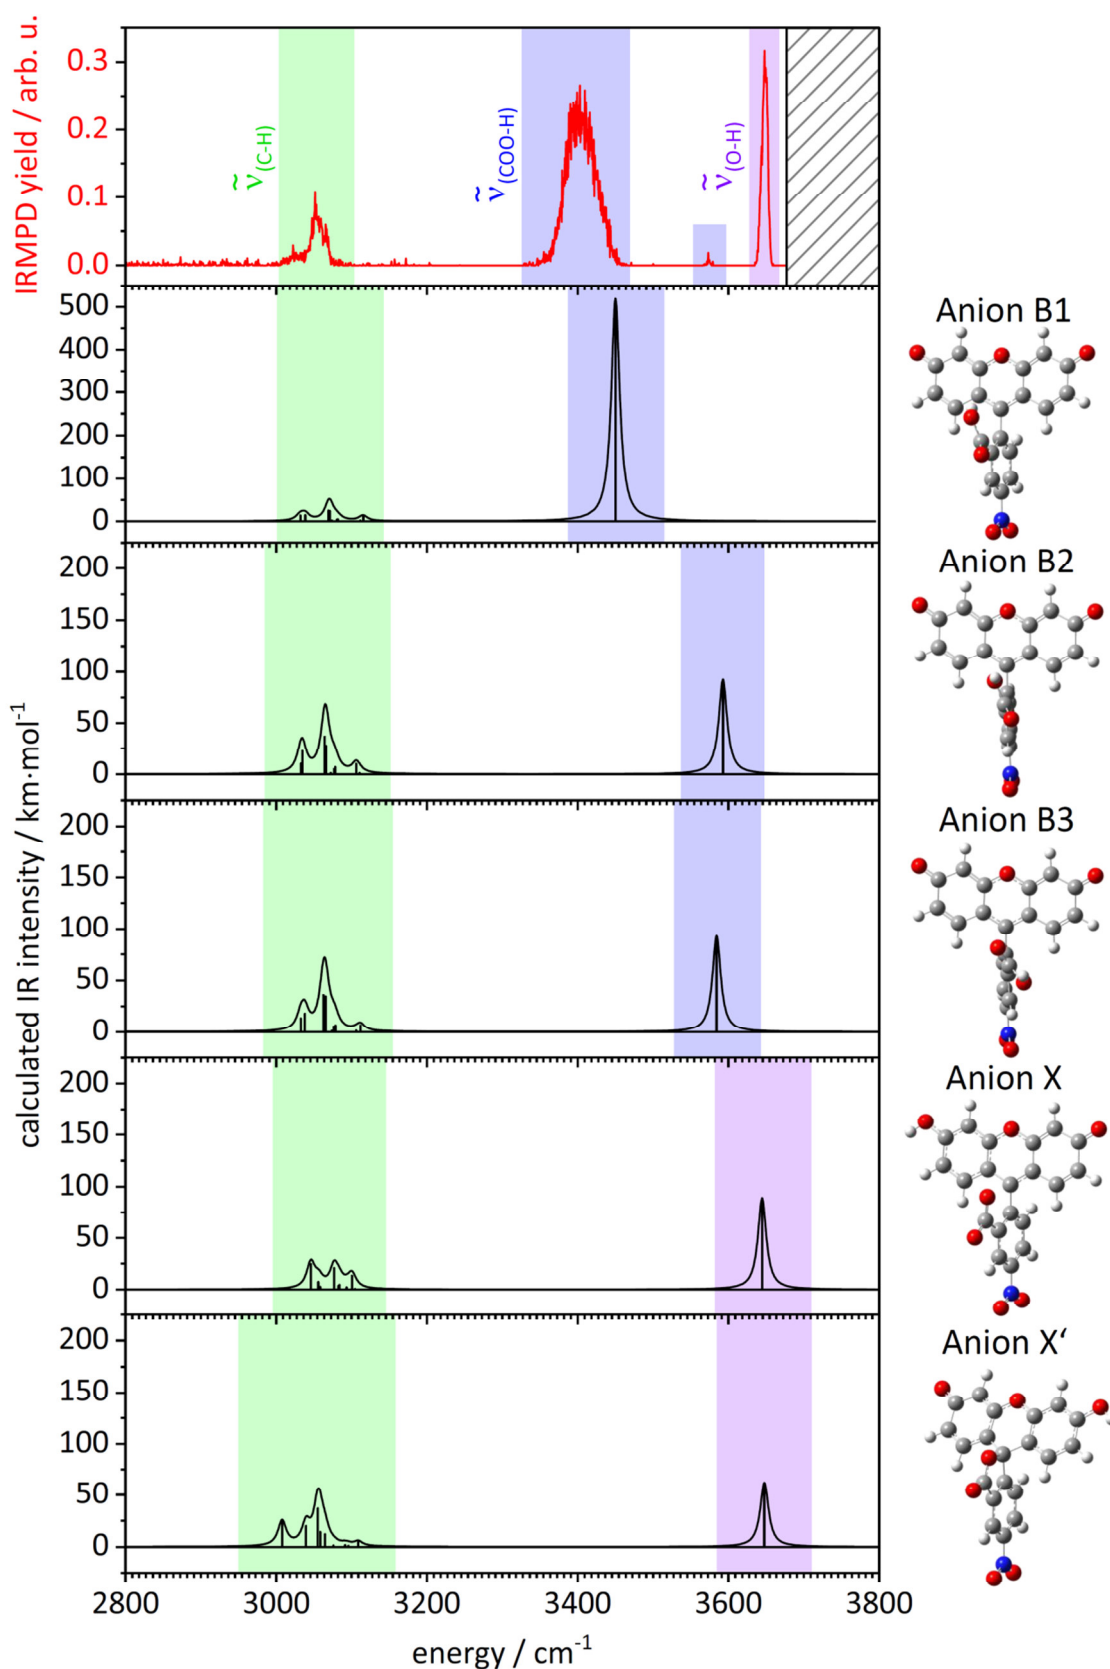 IRMPD yield / arb. u.
0.3
0.2
0.1
0.0
ν̃(C-H)
ν̃(COO-H)
ν̃(O-H)
calculated IR intensity / km·mol⁻¹
500
400
300
200
100
0
Anion B1
200
150
100
50
0
Anion B2
200
150
100
50
0
Anion B3
200
150
100
50
0
Anion X
200
150
100
50
0
Anion X‘
2800 3000 3200 3400 3600 3800
energy / cm⁻¹